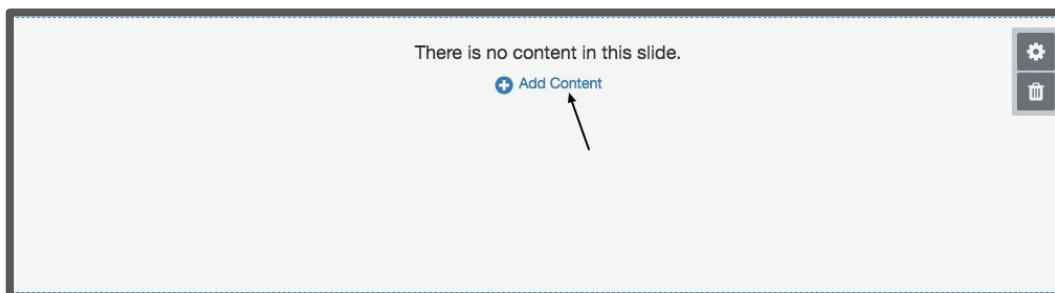 There is no content in this slide.
Add Content